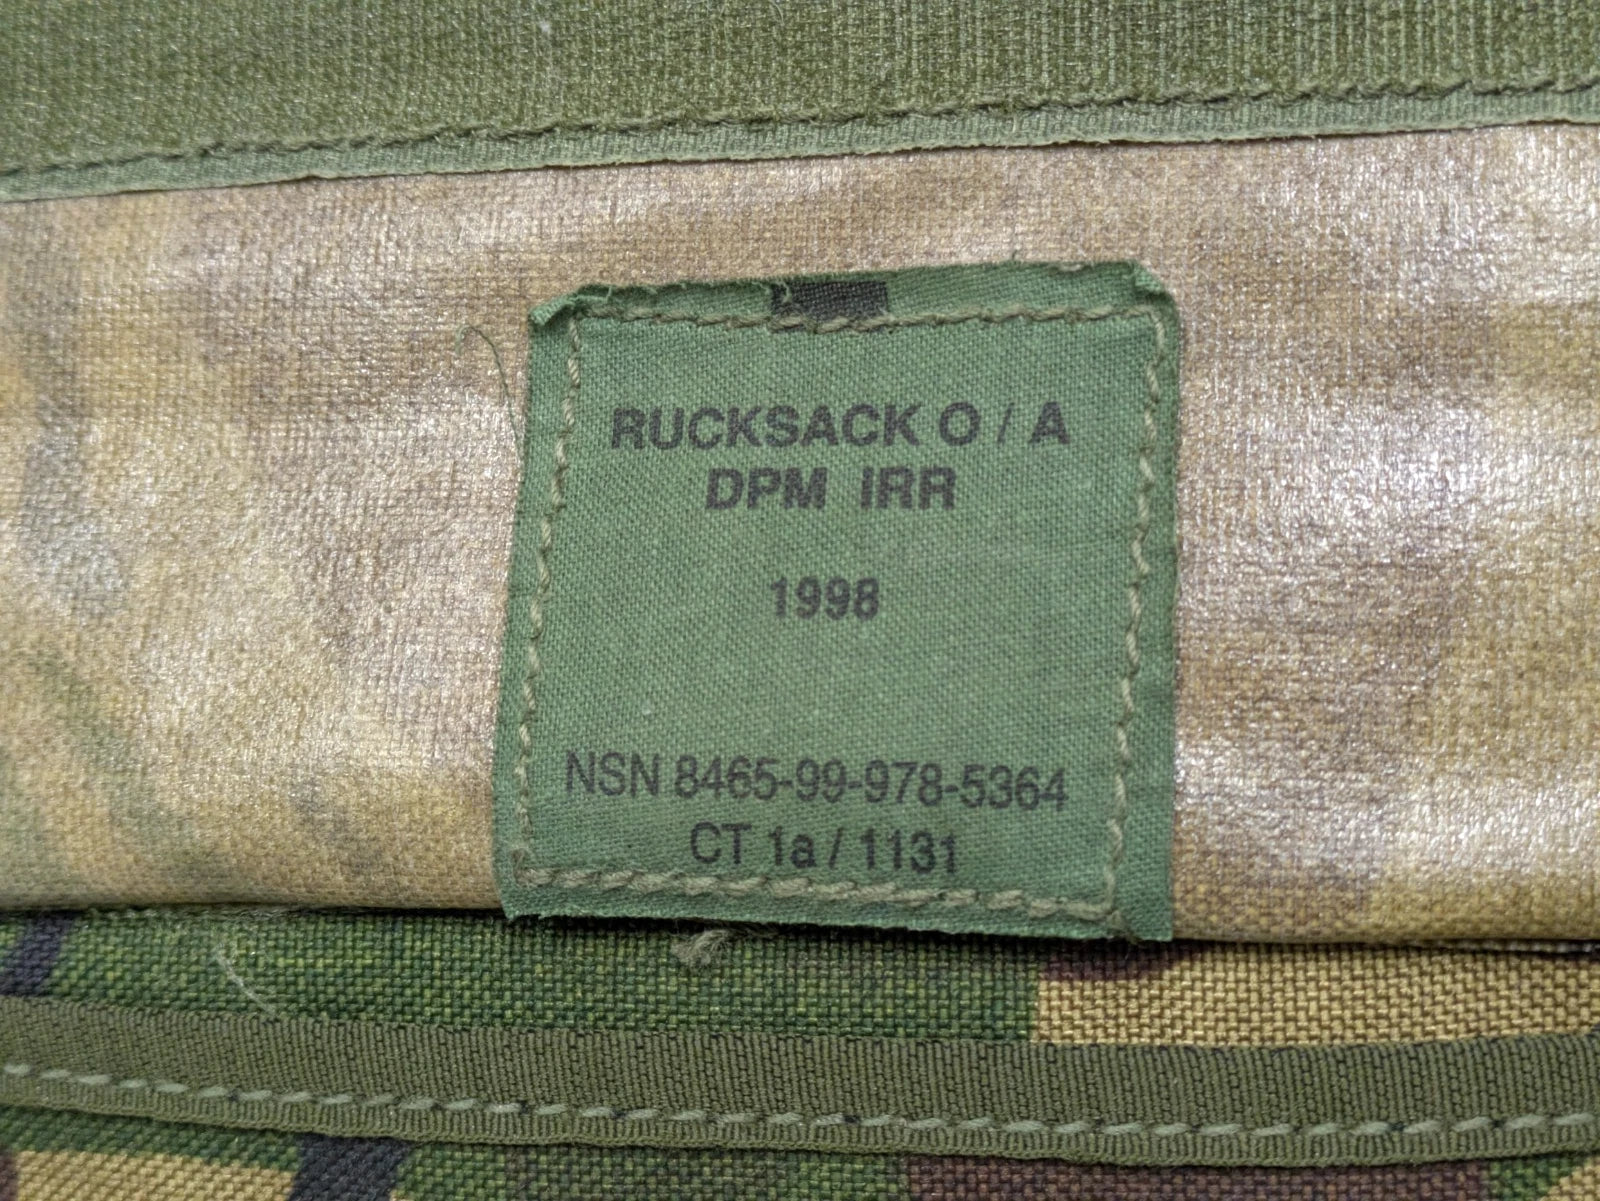 RUCKSACK O / A
DPM IRR
1998
NSN 8465-99-978-5364
CT 1a / 1131